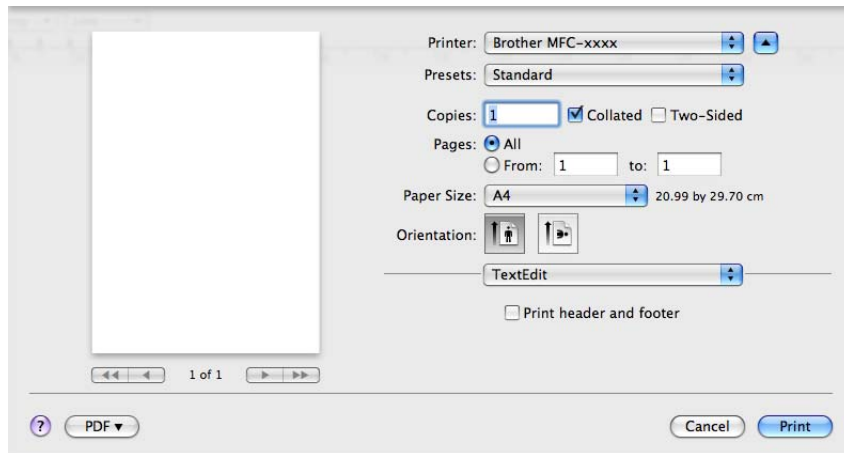 Printer: Brother MFC-xxxx
Presets: Standard
Copies: 1 Collated Two-Sided
Pages: All
From: 1 to: 1
Paper Size: A4 20.99 by 29.70 cm
Orientation:
TextEdit
Print header and footer
1 of 1
? PDF Cancel Print